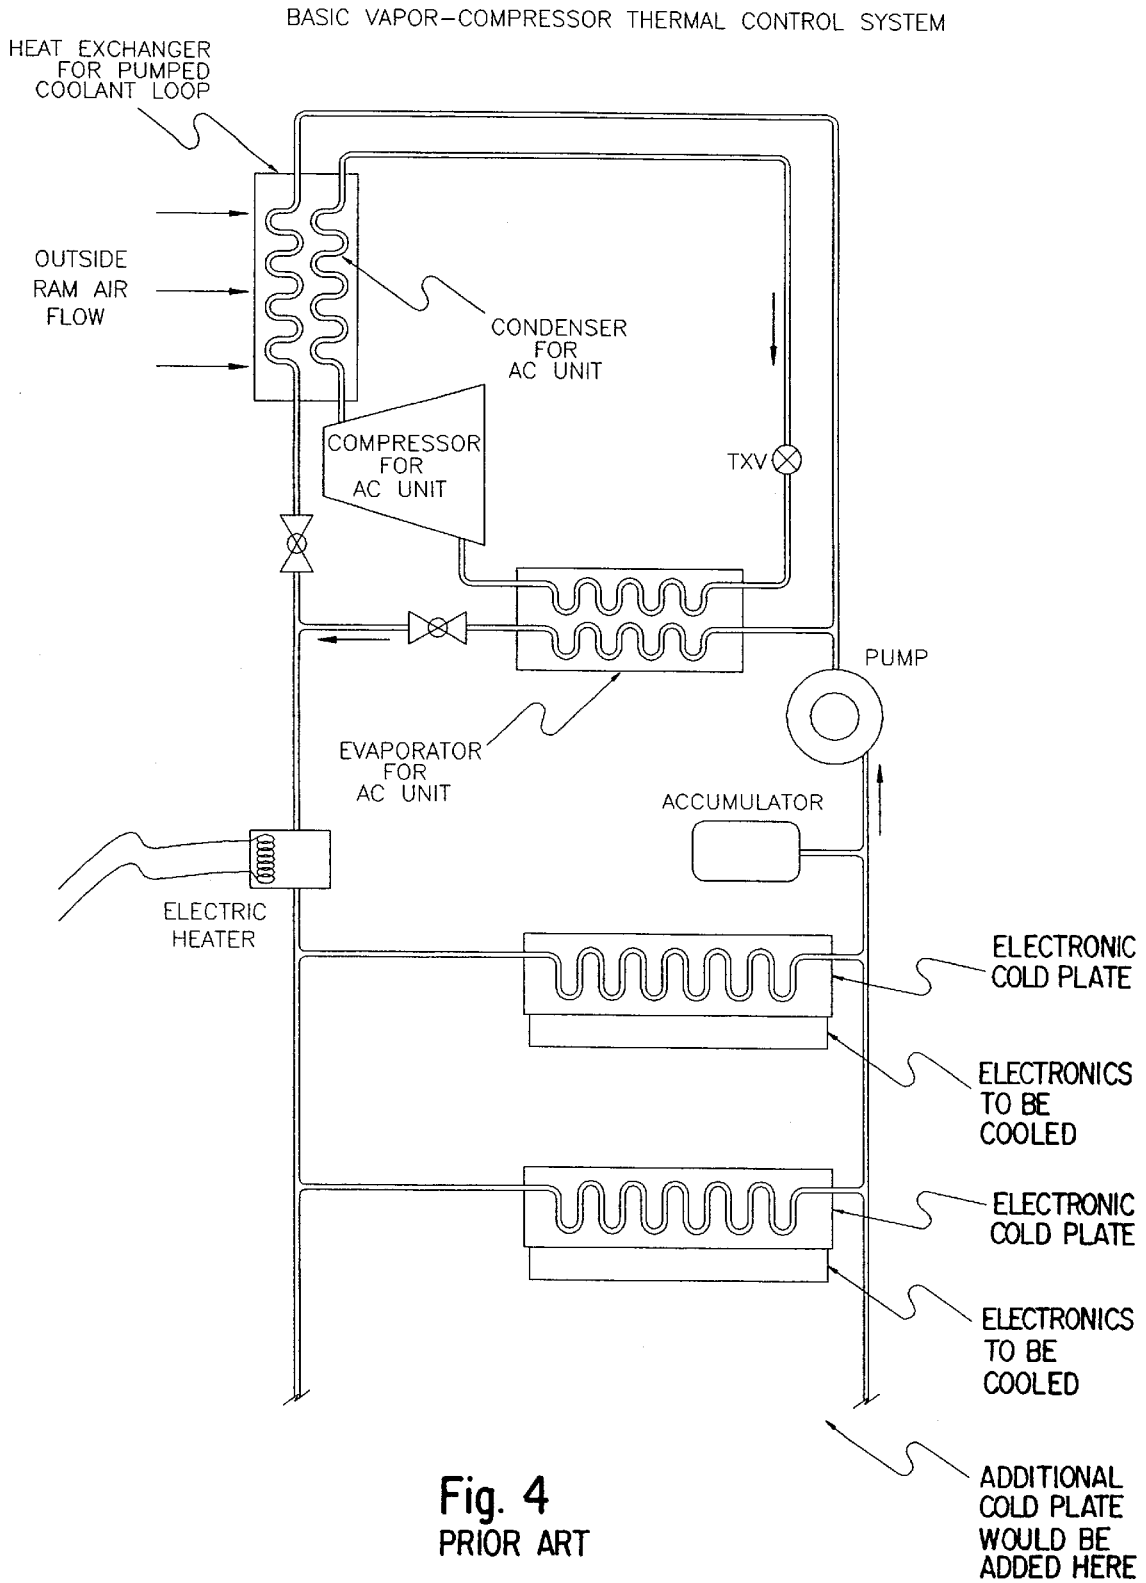 BASIC VAPOR-COMPRESSOR THERMAL CONTROL SYSTEM
HEAT EXCHANGER
FOR PUMPED
COOLANT LOOP
OUTSIDE
RAM AIR
FLOW
CONDENSER
FOR
AC UNIT
COMPRESSOR
FOR
AC UNIT
TXV
PUMP
EVAPORATOR
FOR
AC UNIT
ACCUMULATOR
ELECTRIC
HEATER
ELECTRONIC
COLD PLATE
ELECTRONICS
TO BE
COOLED
ELECTRONIC
COLD PLATE
ELECTRONICS
TO BE
COOLED
ADDITIONAL
COLD PLATE
WOULD BE
ADDED HERE
Fig. 4
PRIOR ART